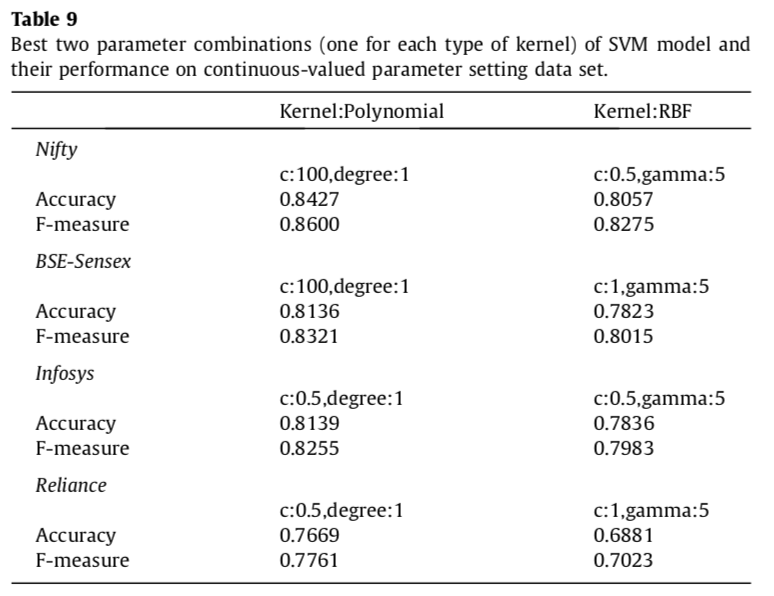 Table 9
Best two parameter combinations (one for each type of kernel) of SVM model and
their performance on continuous-valued parameter setting data set.
Kernel:Polynomial Kernel:RBF
Nifty
c:100,degree:1 c:0.5,gamma:5
Accuracy 0.8427 0.8057
F-measure 0.8600 0.8275
BSE-Sensex
c:100,degree:1 c:1,gamma:5
Accuracy 0.8136 0.7823
F-measure 0.8321 0.8015
Infosys
c:0.5,degree:1 c:0.5,gamma:5
Accuracy 0.8139 0.7836
F-measure 0.8255 0.7983
Reliance
c:0.5,degree:1 c:1,gamma:5
Accuracy 0.7669 0.6881
F-measure 0.7761 0.7023